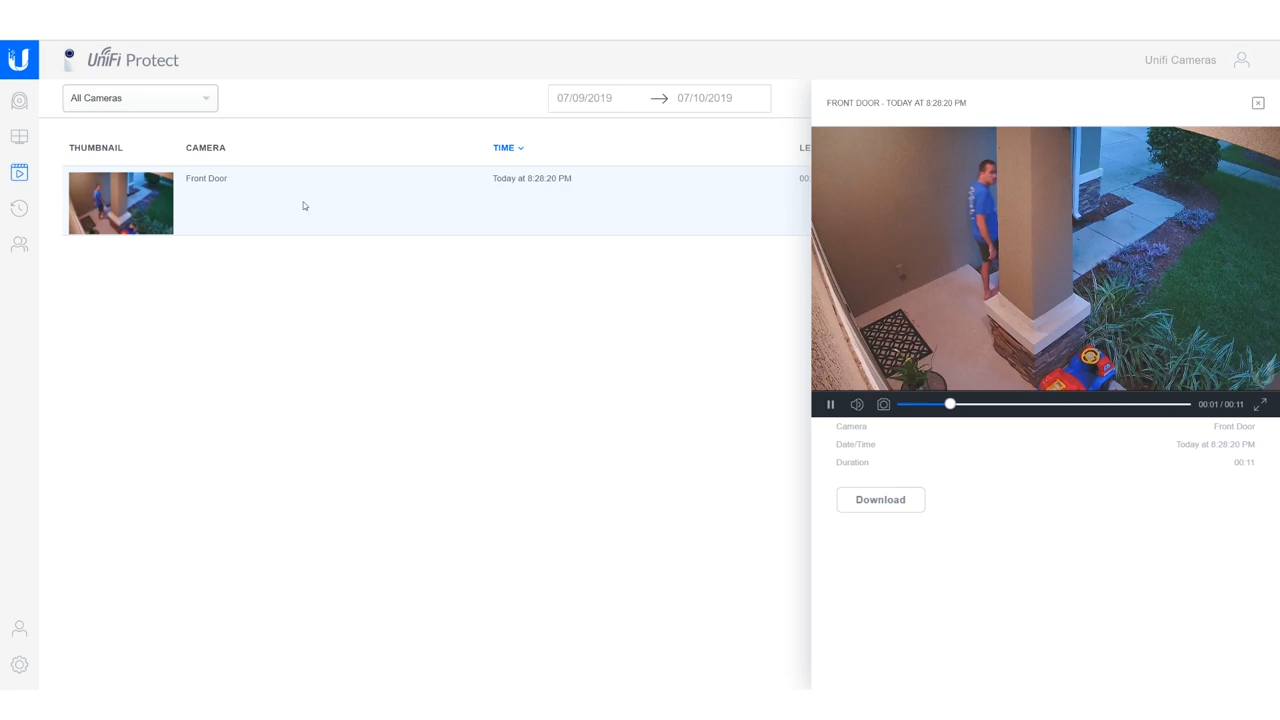 UniFi Protect
Unifi Cameras
All Cameras
07/09/2019
07/10/2019
FRONT DOOR - TODAY AT 8:28:20 PM
THUMBNAIL
CAMERA
TIME
LE
Front Door
Today at 8:28:20 PM
00:
00:01 / 00:11
Camera
Front Door
Date/Time
Today at 8:28:20 PM
Duration
00:11
Download